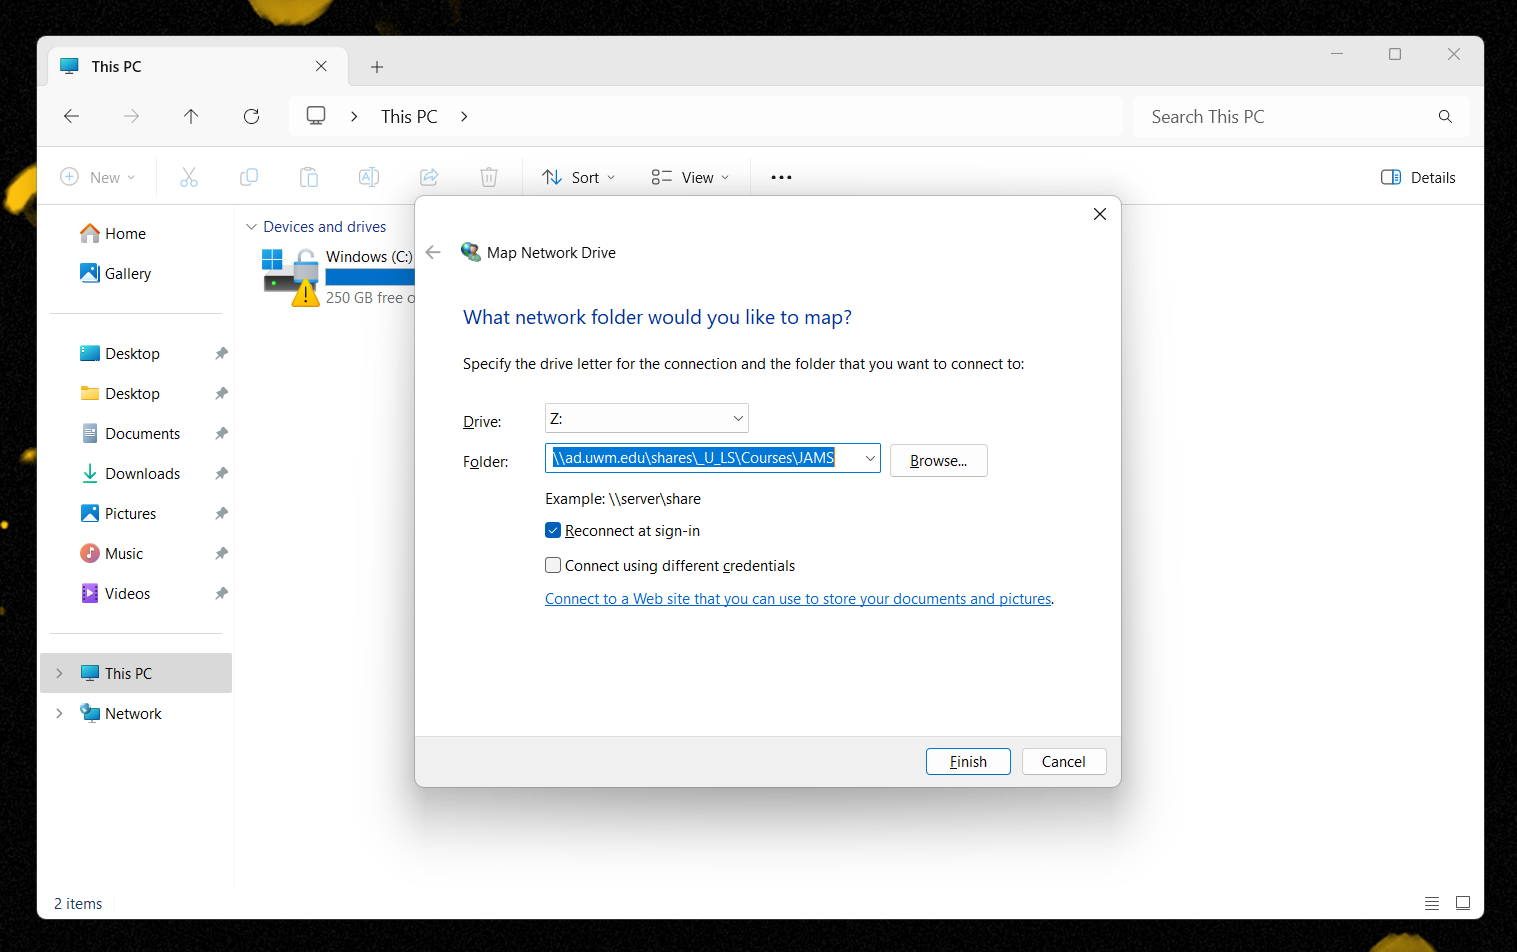 This PC
This PC
Search This PC
New
Sort
View
Details
Home
Gallery
Desktop
Desktop
Documents
Downloads
Pictures
Music
Videos
This PC
Network
Devices and drives
Windows (C:)
250 GB free o
Map Network Drive
What network folder would you like to map?
Specify the drive letter for the connection and the folder that you want to connect to:
Drive: Z:
Folder: \\ad.uwm.edu\shares\_U_LS\Courses\JAMS Browse...
Example: \\server\share
Reconnect at sign-in
Connect using different credentials
Connect to a Web site that you can use to store your documents and pictures.
Finish Cancel
2 items